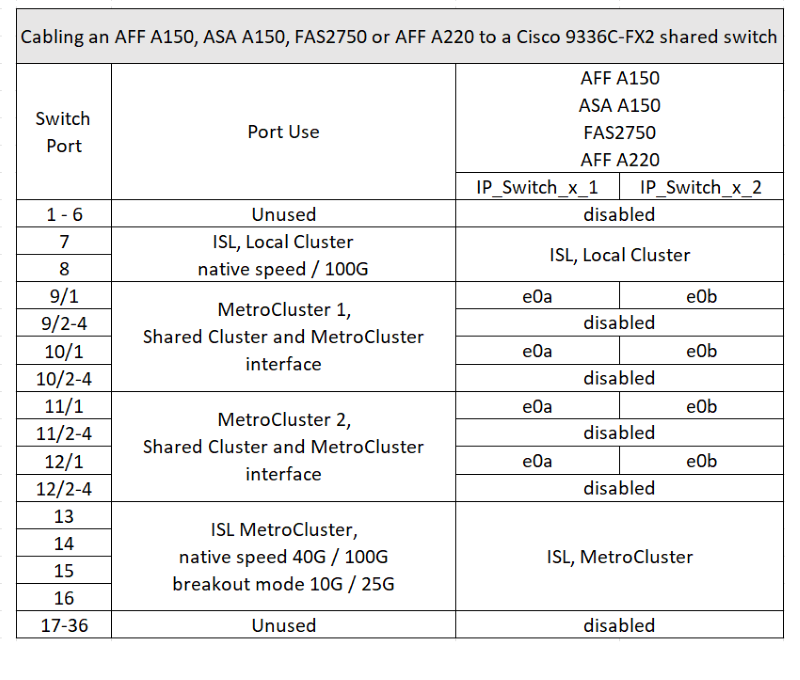 Cabling an AFF A150, ASA A150, FAS2750 or AFF A220 to a Cisco 9336C-FX2 shared switch
Switch
Port
Port Use
AFF A150
ASA A150
FAS2750
AFF A220
IP_Switch_x_1 IP_Switch_x_2
1 - 6 Unused disabled
7
8
ISL, Local Cluster
native speed / 100G
ISL, Local Cluster
9/1 e0a e0b
9/2-4 disabled
10/1 e0a e0b
10/2-4 disabled
MetroCluster 1,
Shared Cluster and MetroCluster
interface
11/1 e0a e0b
11/2-4 disabled
12/1 e0a e0b
12/2-4 disabled
MetroCluster 2,
Shared Cluster and MetroCluster
interface
13
14
15
16
ISL MetroCluster,
native speed 40G / 100G
breakout mode 10G / 25G
ISL, MetroCluster
17-36 Unused disabled